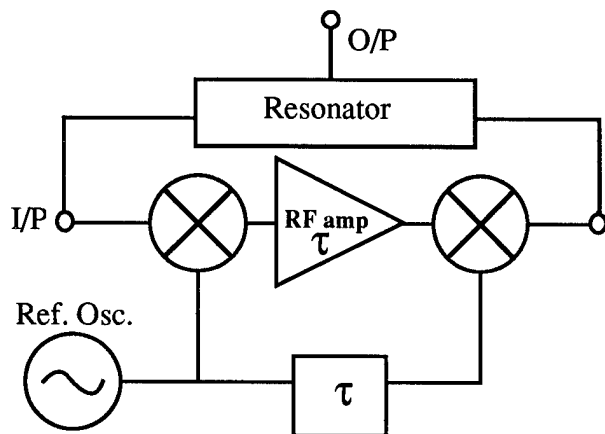 O/P
Resonator
I/P
RF amp
τ
Ref. Osc.
τ